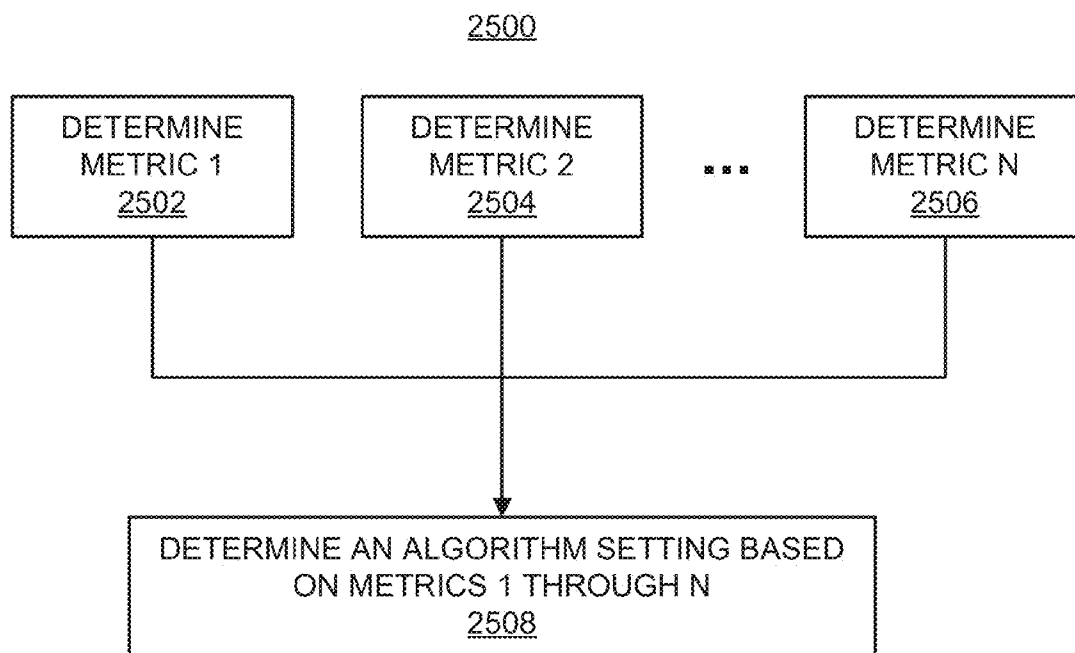 2500
DETERMINE
METRIC 1
2502
DETERMINE
METRIC 2
2504
...
DETERMINE
METRIC N
2506
DETERMINE AN ALGORITHM SETTING BASED
ON METRICS 1 THROUGH N
2508